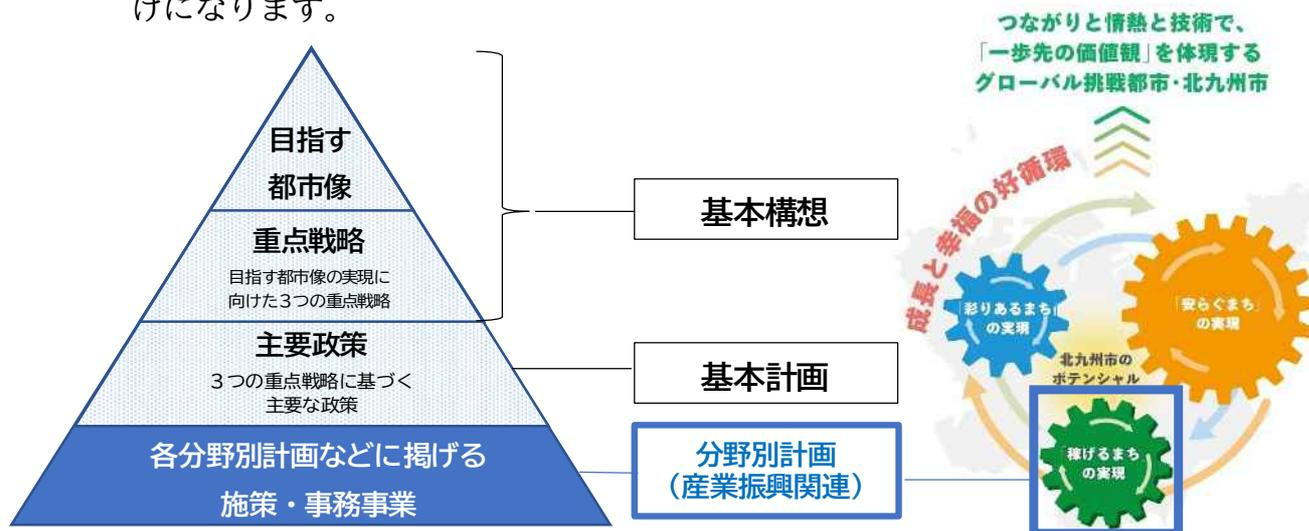 けになります。
目指す
都市像
重点戦略
目指す都市像の実現に
向けた３つの重点戦略
主要政策
３つの重点戦略に基づく
主要な政策
各分野別計画などに掲げる
施策・事務事業
基本構想
基本計画
分野別計画
（産業振興関連）
つながりと情熱と技術で、
「一歩先の価値観」を体現する
グローバル挑戦都市・北九州市
成長と幸福の好循環
「彩りあるまち」
の実現
「安らぐまち」
の実現
北九州市の
ポテンシャル
「稼げるまち」
の実現